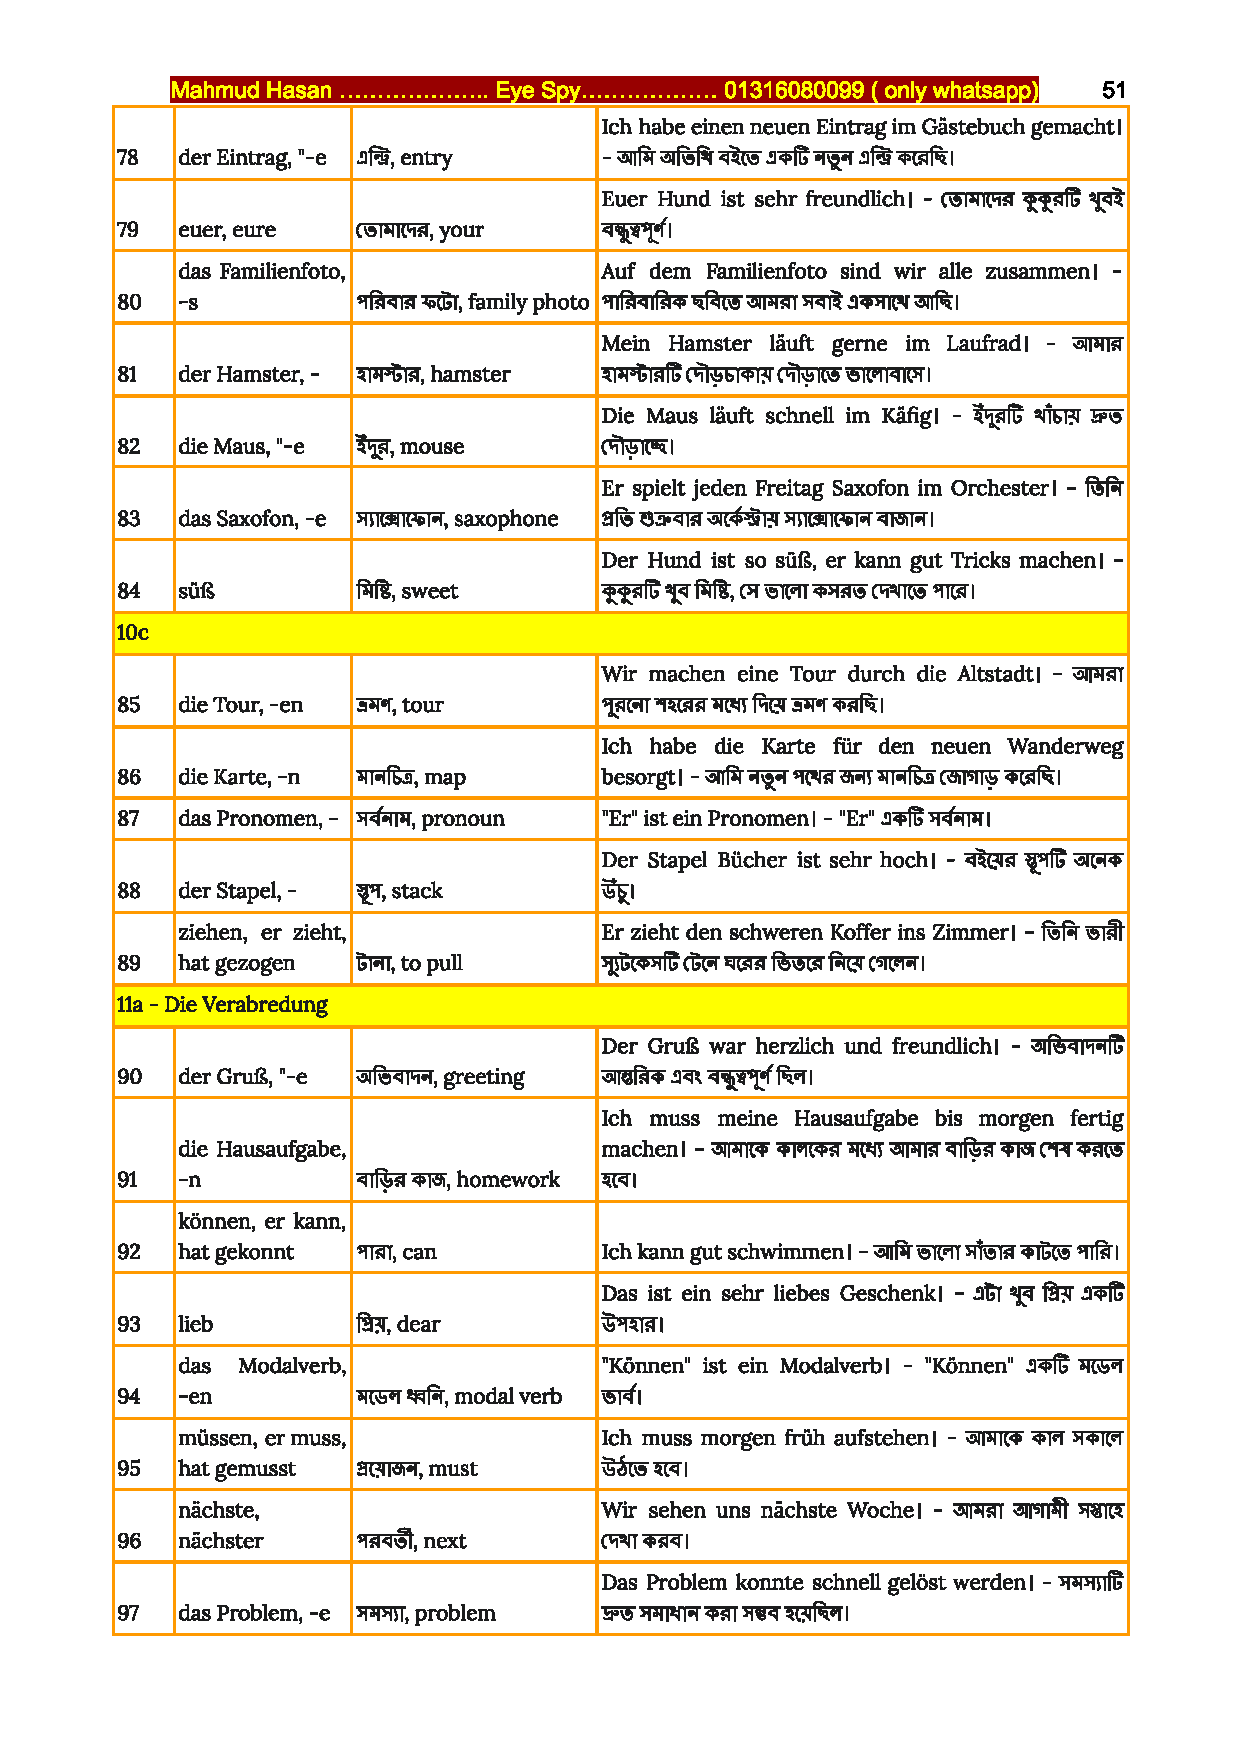 Mahmud Hasan ……………….. Eye Spy……………… 01316080099 ( only whatsapp) 51
Ich habe einen neuen Eintrag im Gästebuch gemacht।
78 der Eintrag, "-e এন্ট্রি, entry - আমি অতিথি বইতে একটি নতুন এন্ট্রি করেছি।
Euer Hund ist sehr freundlich। - তোমাদের কুকুরটি খুবই
79 euer, eure তোমাদের, your বন্ধুত্বপূর্ণ।
das Familienfoto, Auf dem Familienfoto sind wir alle zusammen। -
80 -s পরিবার ফটো, family photo পারিবারিক ছবিতে আমরা সবাই একসাথে আছি।
Mein Hamster läuft gerne im Laufrad। - আমার
81 der Hamster, - হামস্টার, hamster হামস্টারটি দৌড়চাকায় দৌড়াতে ভালোবাসে।
Die Maus läuft schnell im Käfig। - ইঁদুরটি খাঁচায় দ্রুত
82 die Maus, "-e ইঁদুর, mouse দৌড়াচ্ছে।
Er spielt jeden Freitag Saxofon im Orchester। - তিনি
83 das Saxofon, -e স্যাক্সোফোন, saxophone প্রতি শুক্রবার অর্কেস্ট্রায় স্যাক্সোফোন বাজান।
Der Hund ist so süß, er kann gut Tricks machen। -
84 süß মিষ্টি, sweet কুকুরটি খুব মিষ্টি, সে ভালো কসরত দেখাতে পারে।
10c
Wir machen eine Tour durch die Altstadt। - আমরা
85 die Tour, -en ভ্রমণ, tour পুরনো শহরের মধ্যে দিয়ে ভ্রমণ করছি।
Ich habe die Karte für den neuen Wanderweg
86 die Karte, -n মানচিত্র, map besorgt। - আমি নতুন পথের জন্য মানচিত্র জোগাড় করেছি।
87 das Pronomen, - সর্বনাম, pronoun "Er" ist ein Pronomen। - "Er" একটি সর্বনাম।
Der Stapel Bücher ist sehr hoch। - বইয়ের স্তূপটি অনেক
88 der Stapel, - স্তূপ, stack উঁচু।
ziehen, er zieht, Er zieht den schweren Koffer ins Zimmer। - তিনি ভারী
89 hat gezogen টানা, to pull স্যুটকেসটি টেনে ঘরের ভিতরে নিয়ে গেলেন।
11a - Die Verabredung
Der Gruß war herzlich und freundlich। - অভিবাদনটি
90 der Gruß, "-e অভিবাদন, greeting আন্তরিক এবং বন্ধুত্বপূর্ণ ছিল।
Ich muss meine Hausaufgabe bis morgen fertig
die Hausaufgabe, machen। - আমাকে কালকের মধ্যে আমার বাড়ির কাজ শেষ করতে
91 -n বাড়ির কাজ, homework হবে।
können, er kann,
92 hat gekonnt পারা, can Ich kann gut schwimmen। - আমি ভালো সাঁতার কাটতে পারি।
Das ist ein sehr liebes Geschenk। - এটা খুব প্রিয় একটি
93 lieb প্রিয়, dear উপহার।
das Modalverb, "Können" ist ein Modalverb। - "Können" একটি মডেল
94 -en মডেল ধ্বনি, modal verb ভার্ব।
müssen, er muss, Ich muss morgen früh aufstehen। - আমাকে কাল সকালে
95 hat gemusst প্রয়োজন, must উঠতে হবে।
nächste, Wir sehen uns nächste Woche। - আমরা আগামী সপ্তাহে
96 nächster পরবর্তী, next দেখা করব।
Das Problem konnte schnell gelöst werden। - সমস্যাটি
97 das Problem, -e সমস্যা, problem দ্রুত সমাধান করা সম্ভব হয়েছিল।